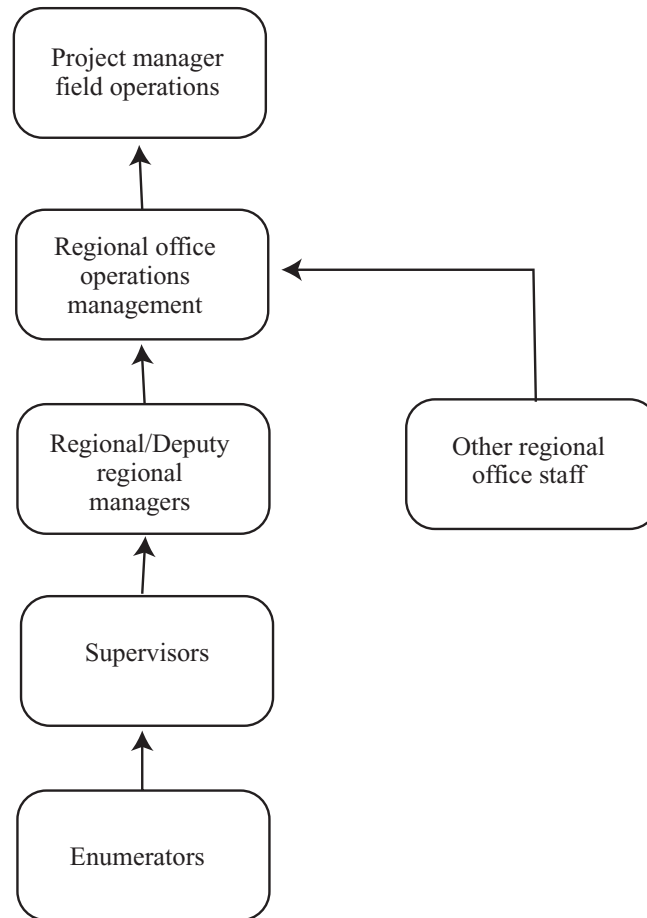 Project manager
field operations
Regional office
operations
management
Regional/Deputy
regional
managers
Other regional
office staff
Supervisors
Enumerators